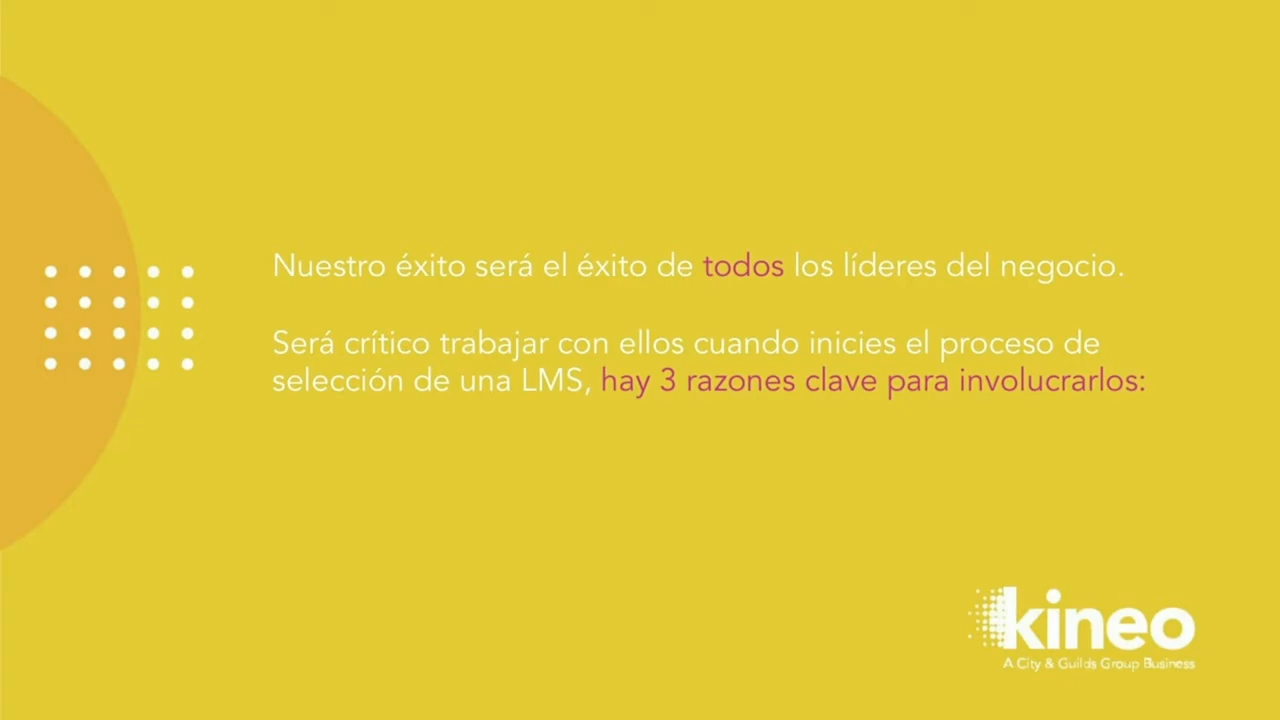 Nuestro éxito será el éxito de todos los líderes del negocio.
Será crítico trabajar con ellos cuando inicies el proceso de
selección de una LMS, hay 3 razones clave para involucrarlos:
kineo
A City & Guilds Group Business